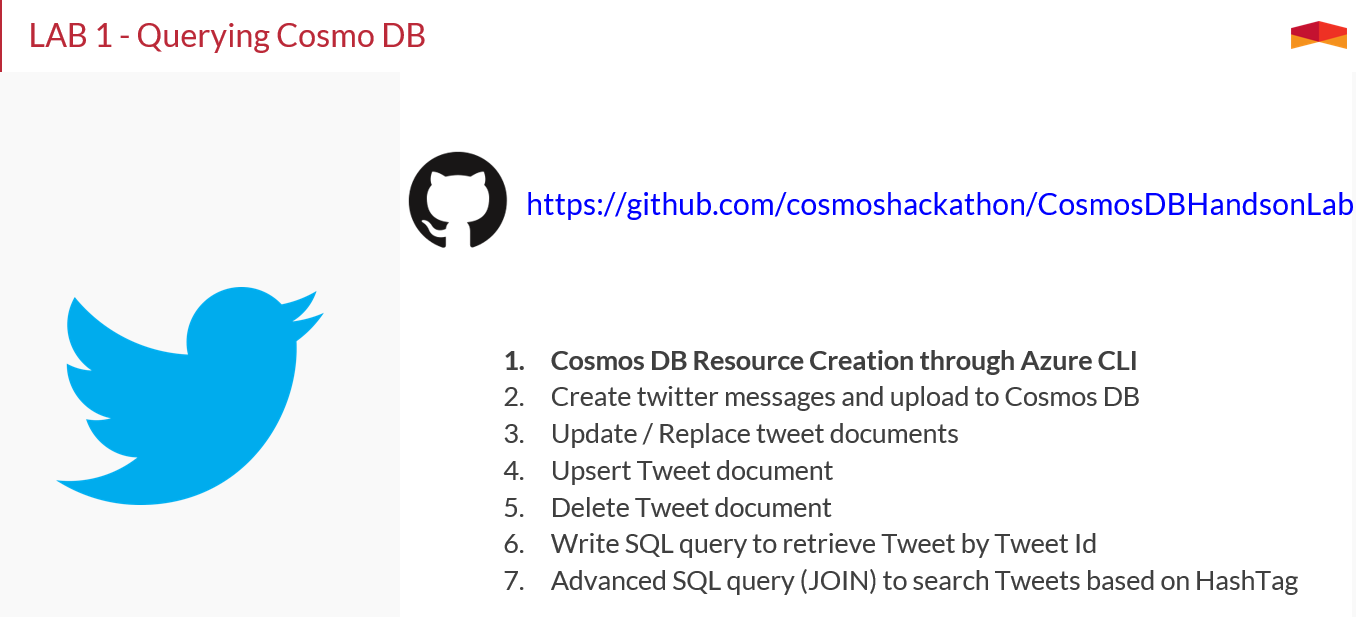 LAB 1 - Querying Cosmo DB
https://github.com/cosmoshackathon/CosmosDBHandsonLab
1. Cosmos DB Resource Creation through Azure CLI
2. Create twitter messages and upload to Cosmos DB
3. Update / Replace tweet documents
4. Upsert Tweet document
5. Delete Tweet document
6. Write SQL query to retrieve Tweet by Tweet Id
7. Advanced SQL query (JOIN) to search Tweets based on HashTag